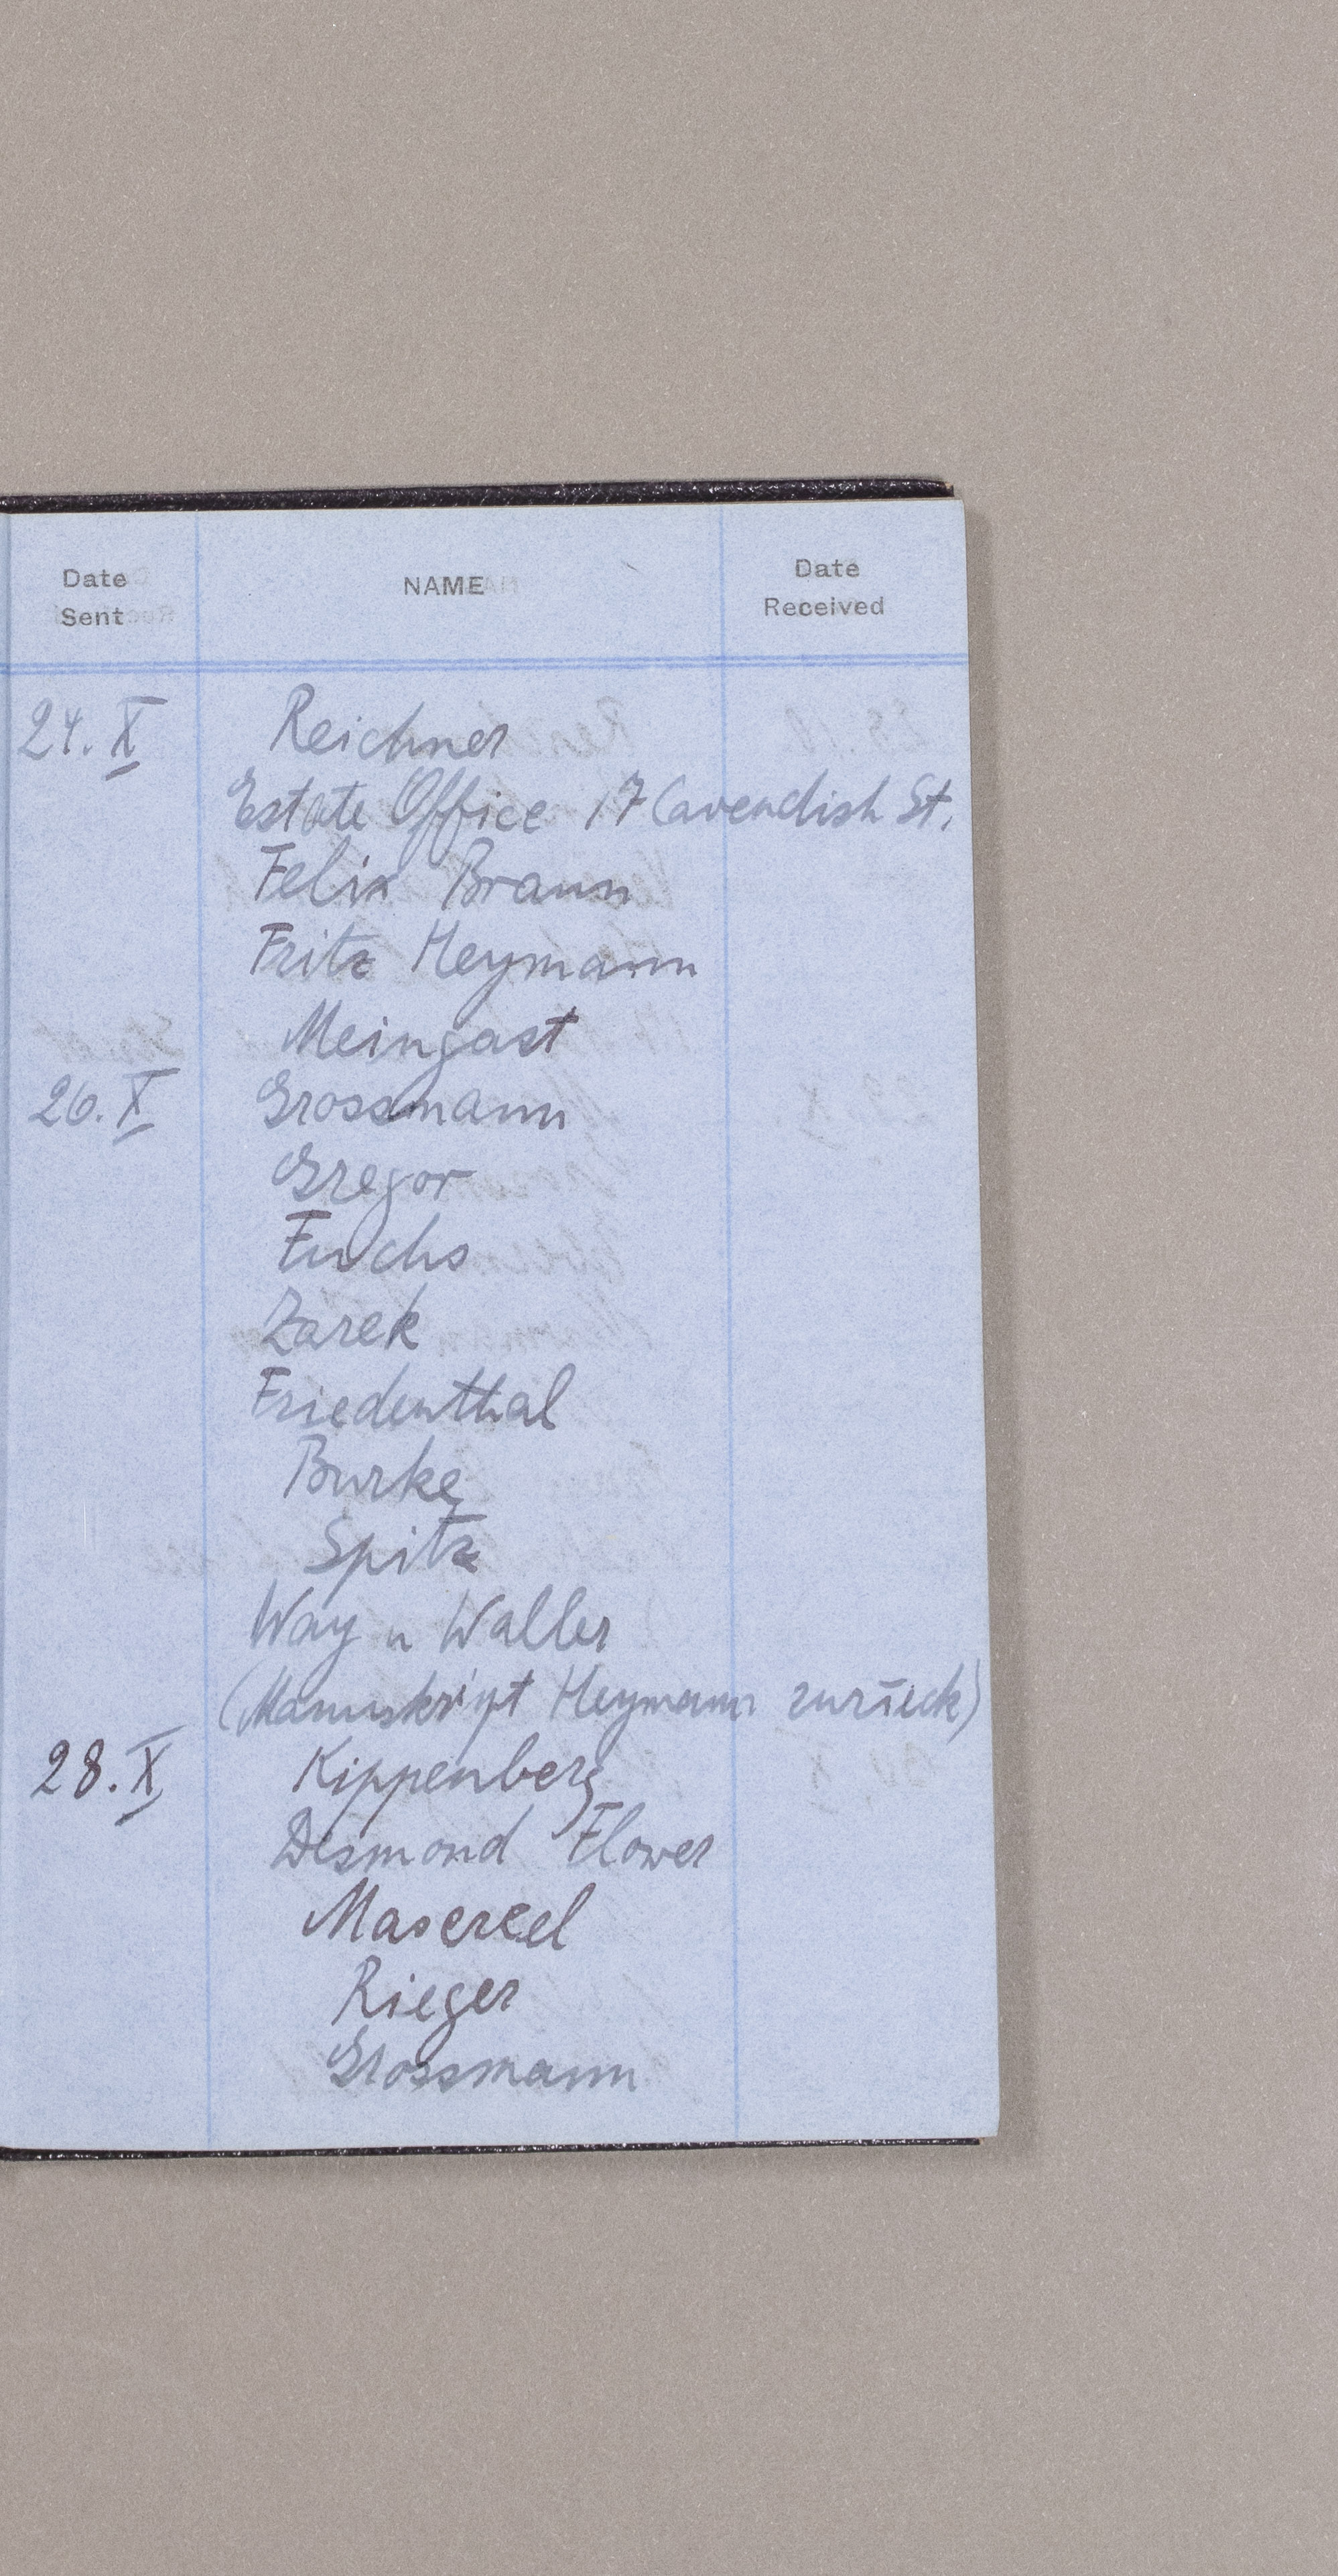 Date Sent NAME Date Received
24. X Reichner
Estate Office 17 Cavendish St.
Felix Braun
Fritz Heymann
Meingast
26. X Grossmann
Gregor
Fuchs
Zarek
Friedenthal
Burke
Spitz
Way u Waller
(Manuskript Heymann zurück)
28. X Kippenberg
Desmond Flower
Masereel
Rieger
Grossmann